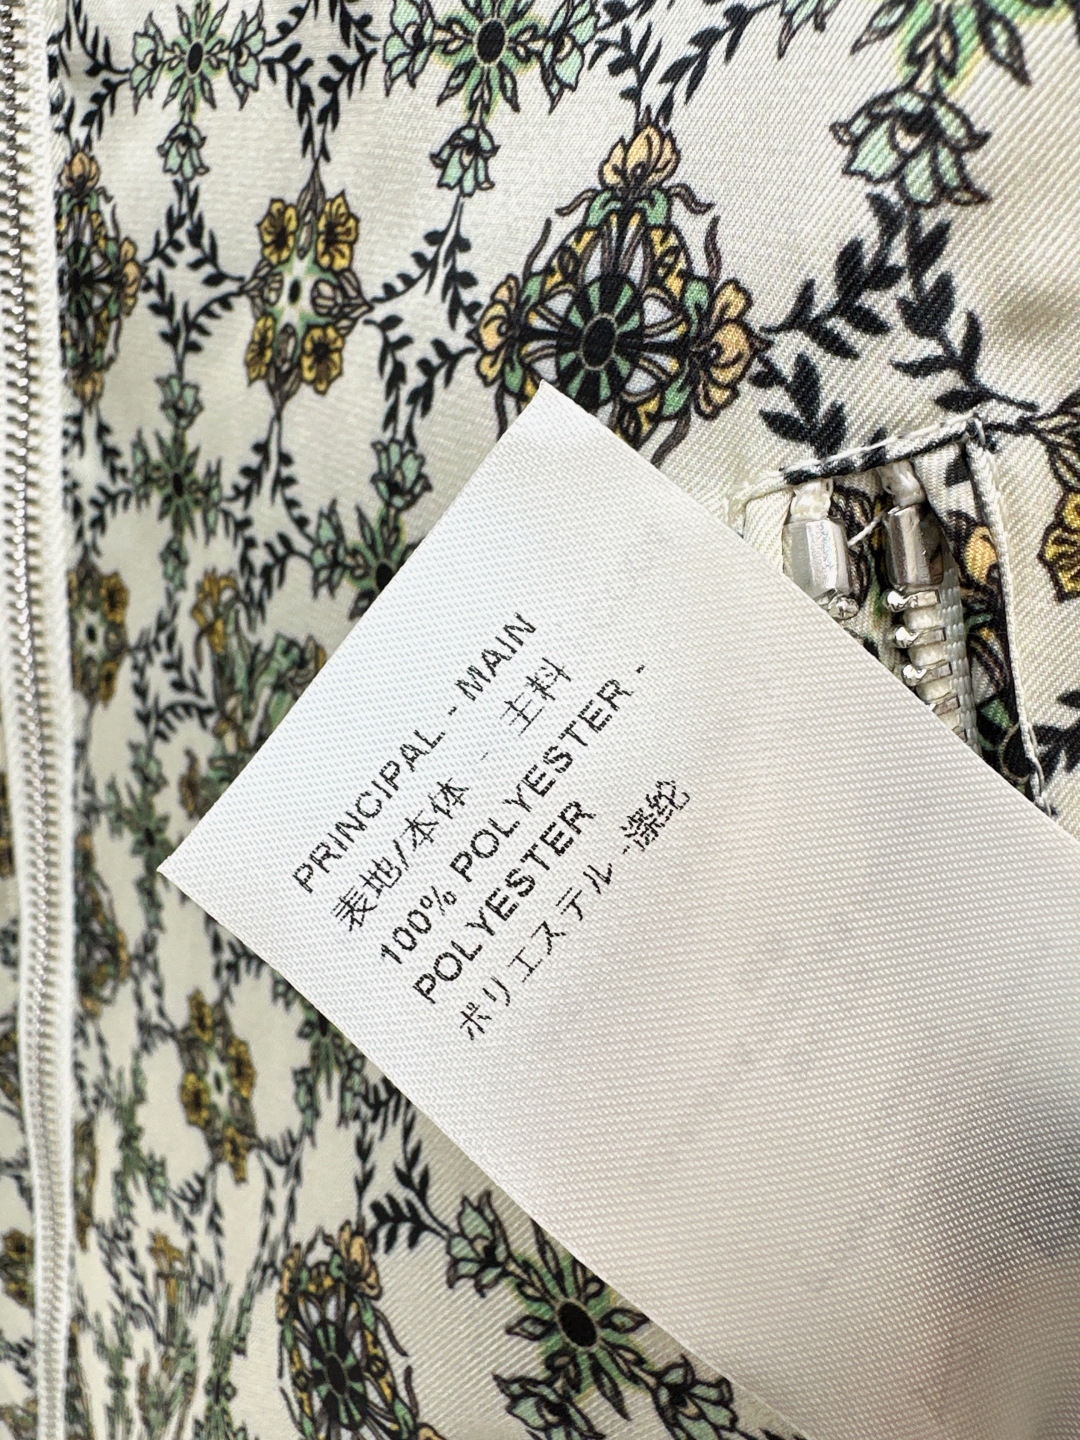 PRINCIPAL - MAIN
表地/本体 - 主料
100% POLYESTER -
POLYESTER
ポリエステル -涤纶